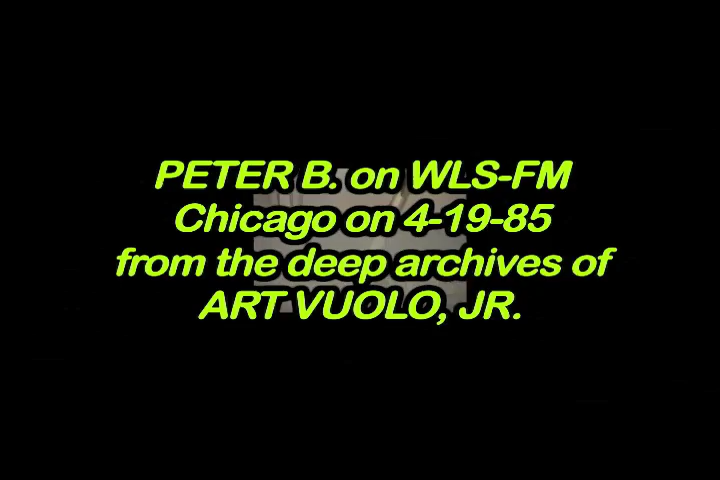 PETER B. on WLS-FM
Chicago on 4-19-85
from the deep archives of
ART VUOLO, JR.